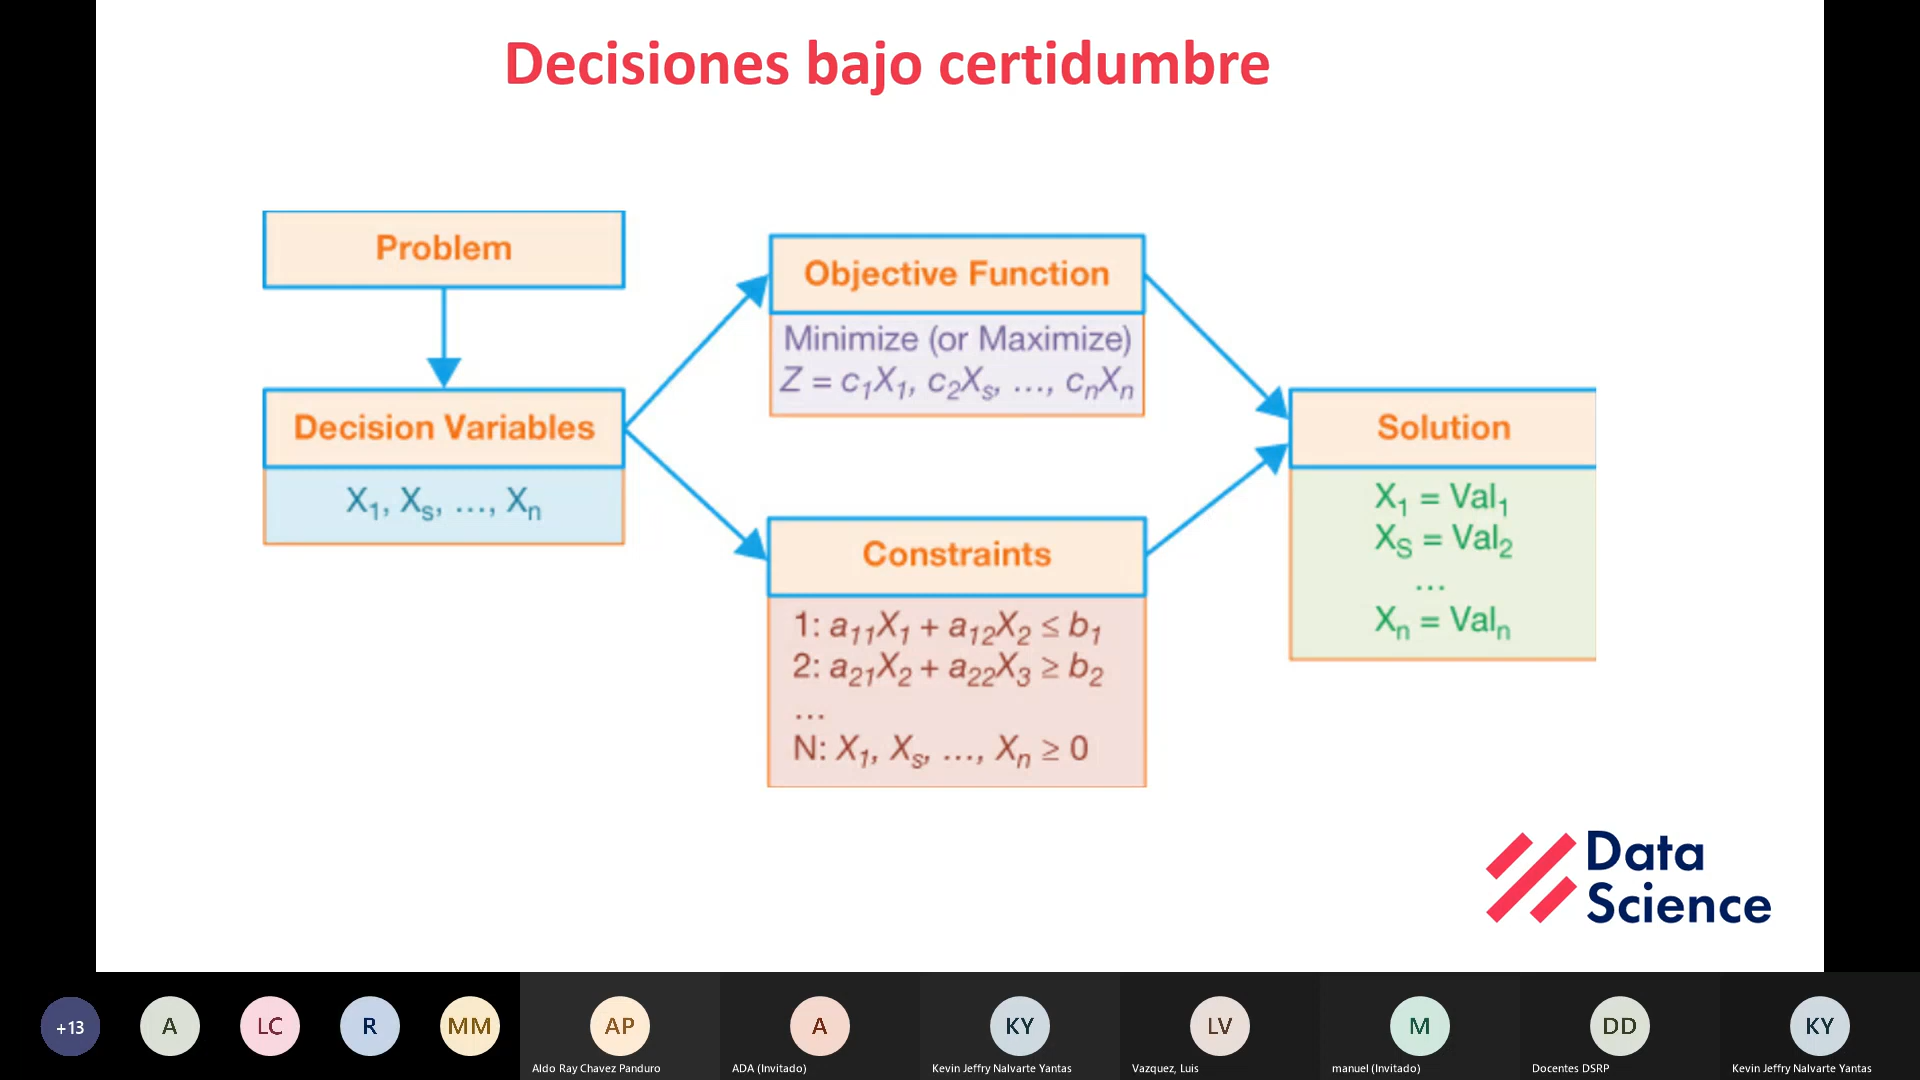 Decisiones bajo certidumbre
Problem
Decision Variables
X₁, Xₛ, ..., Xₙ
Objective Function
Minimize (or Maximize)
Z = c₁X₁, c₂Xₛ, ..., cₙXₙ
Constraints
1: a₁₁X₁ + a₁₂X₂ ≤ b₁
2: a₂₁X₂ + a₂₂X₃ ≥ b₂
...
N: X₁, Xₛ, ..., Xₙ ≥ 0
Solution
X₁ = Val₁
X_S = Val₂
...
Xₙ = Valₙ
Data
Science
+13
A
LC
R
MM
AP
Aldo Ray Chavez Panduro
A
ADA (Invitado)
KY
Kevin Jeffry Nalvarte Yantas
LV
Vazquez, Luis
M
manuel (Invitado)
DD
Docentes DSRP
KY
Kevin Jeffry Nalvarte Yantas